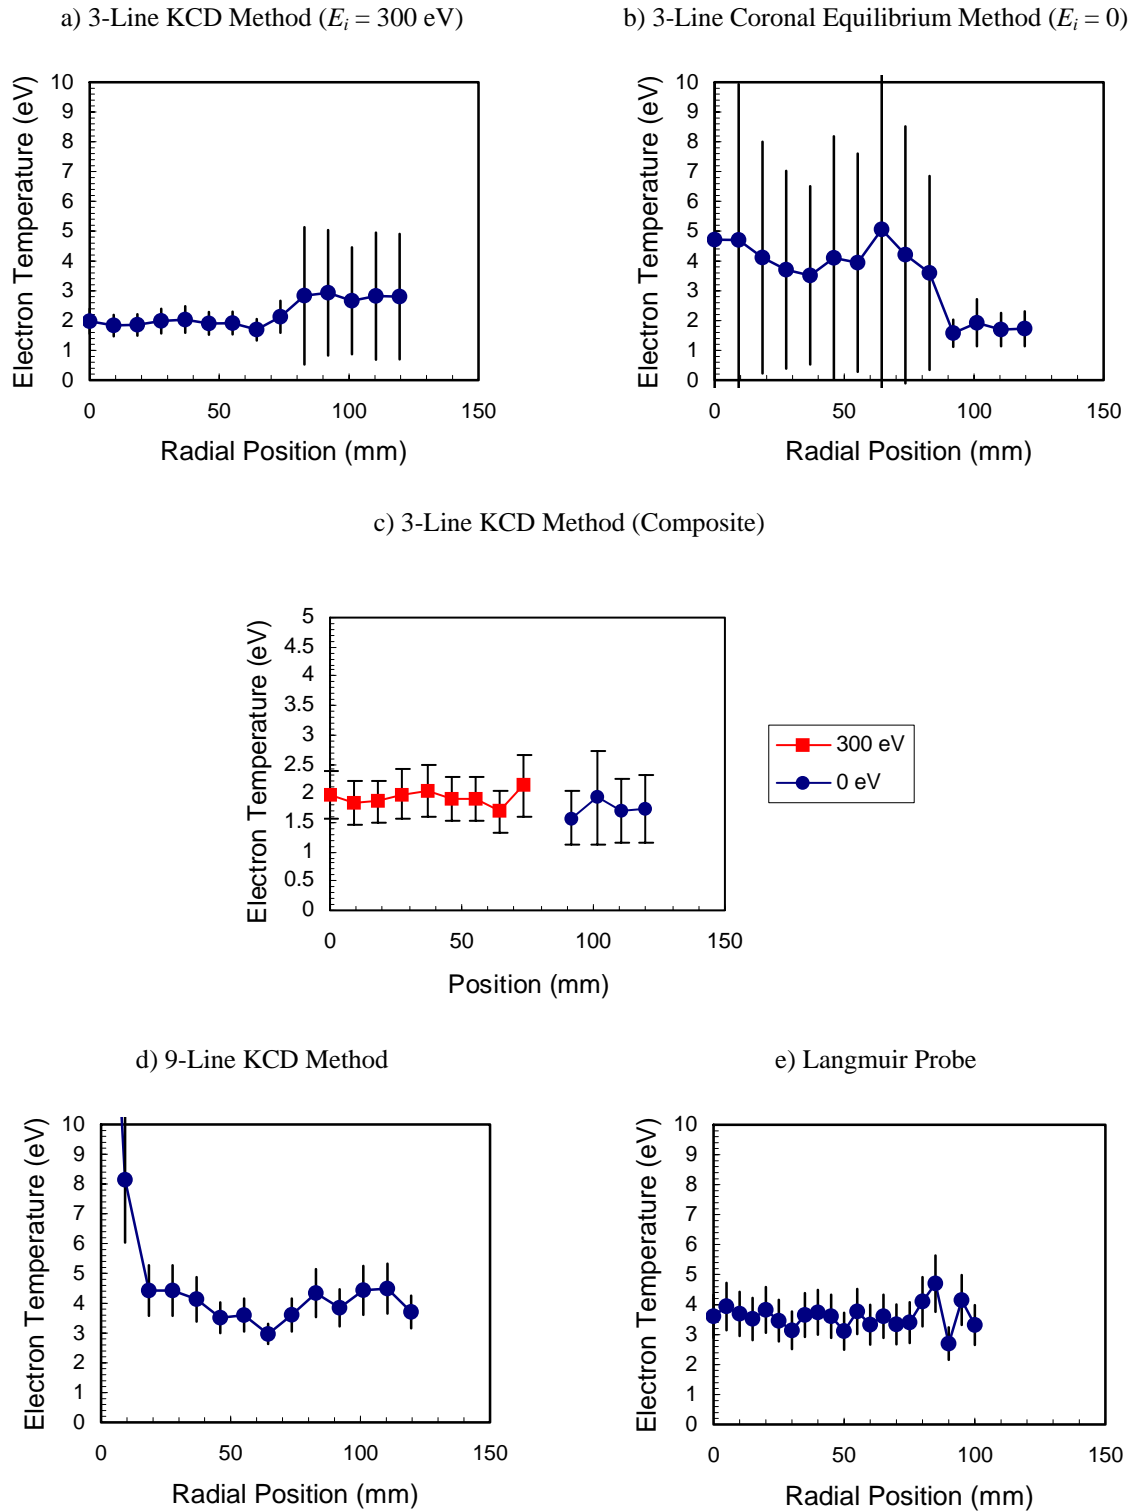 a) 3-Line KCD Method (Ei = 300 eV)
b) 3-Line Coronal Equilibrium Method (Ei = 0)
Electron Temperature (eV)
10
9
8
7
6
5
4
3
2
1
0
0 50 100 150
Radial Position (mm)
Electron Temperature (eV)
10
9
8
7
6
5
4
3
2
1
0
0 50 100 150
Radial Position (mm)
c) 3-Line KCD Method (Composite)
Electron Temperature (eV)
5
4.5
4
3.5
3
2.5
2
1.5
1
0.5
0
0 50 100 150
Position (mm)
300 eV
0 eV
d) 9-Line KCD Method
e) Langmuir Probe
Electron Temperature (eV)
10
9
8
7
6
5
4
3
2
1
0
0 50 100 150
Radial Position (mm)
Electron Temperature (eV)
10
9
8
7
6
5
4
3
2
1
0
0 50 100 150
Radial Position (mm)